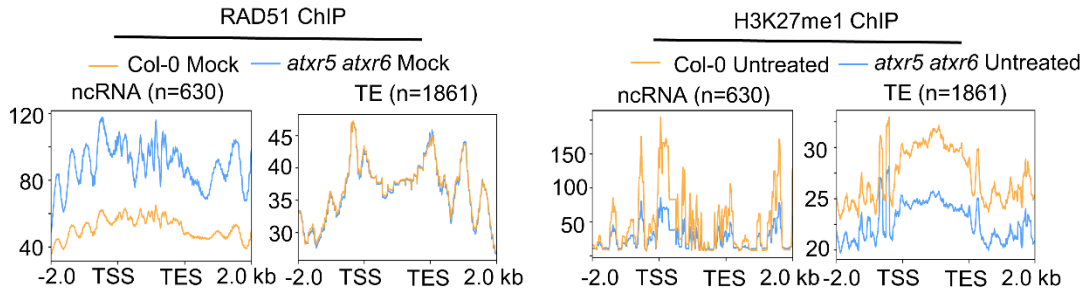 RAD51 ChIP
Col-0 Mock atxr5 atxr6 Mock
ncRNA (n=630)
TE (n=1861)
120
80
40
-2.0 TSS TES 2.0 kb
45
40
35
30
-2.0 TSS TES 2.0 kb
H3K27me1 ChIP
Col-0 Untreated atxr5 atxr6 Untreated
ncRNA (n=630)
TE (n=1861)
150
100
50
-2.0 TSS TES 2.0 kb
30
25
20
-2.0 TSS TES 2.0 kb